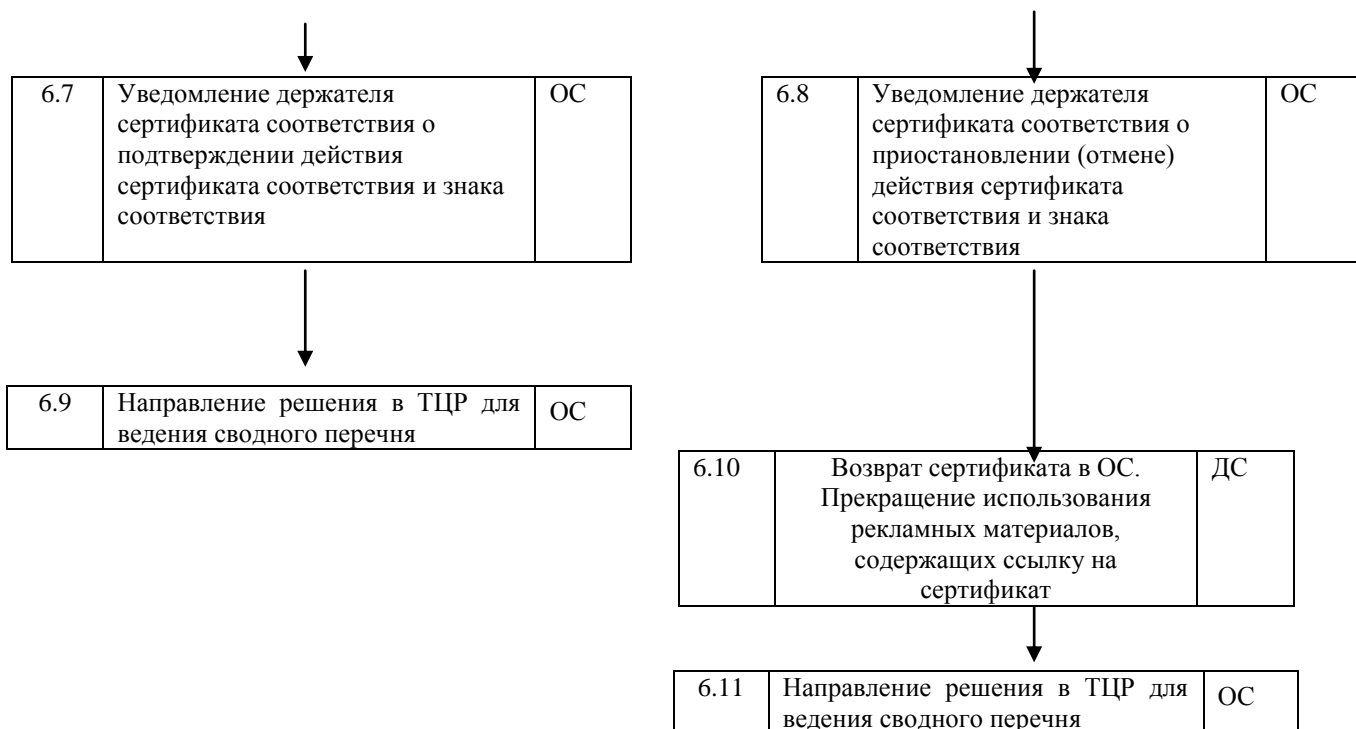 6.7 Уведомление держателя ОС
сертификата соответствия о
подтверждении действия
сертификата соответствия и знака
соответствия
6.8 Уведомление держателя ОС
сертификата соответствия о
приостановлении (отмене)
действия сертификата
соответствия и знака
соответствия
6.9 Направление решения в ТЦР для ОС
ведения сводного перечня
6.10 Возврат сертификата в ОС. ДС
Прекращение использования
рекламных материалов,
содержащих ссылку на
сертификат
6.11 Направление решения в ТЦР для ОС
ведения сводного перечня